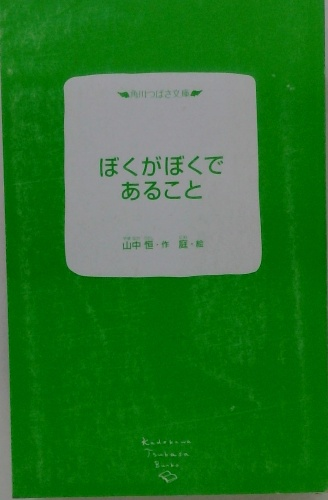 角川つばさ文庫
ぼくがぼくで
あること
山中 恒・作 庭・絵
Kadokawa
Tsubasa
Bunko